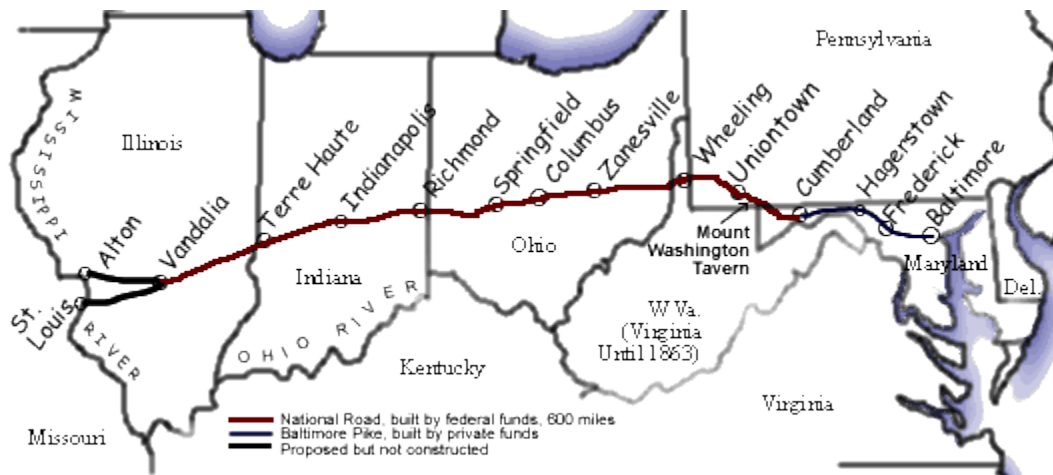 Pennsylvania
MISSISSIPPI
Illinois
Terre Haute
Indianapolis
Richmond
Springfield
Columbus
Zanesville
Wheeling
Uniontown
Cumberland
Hagerstown
Frederick
Baltimore
Alton
Vandalia
St.
Louis
RIVER
Indiana
Ohio
Mount
Washington
Tavern
Maryland
Del.
OHIO RIVER
W Va.
(Virginia
Until 1863)
Kentucky
Virginia
Missouri
National Road, built by federal funds, 600 miles
Baltimore Pike, built by private funds
Proposed but not constructed